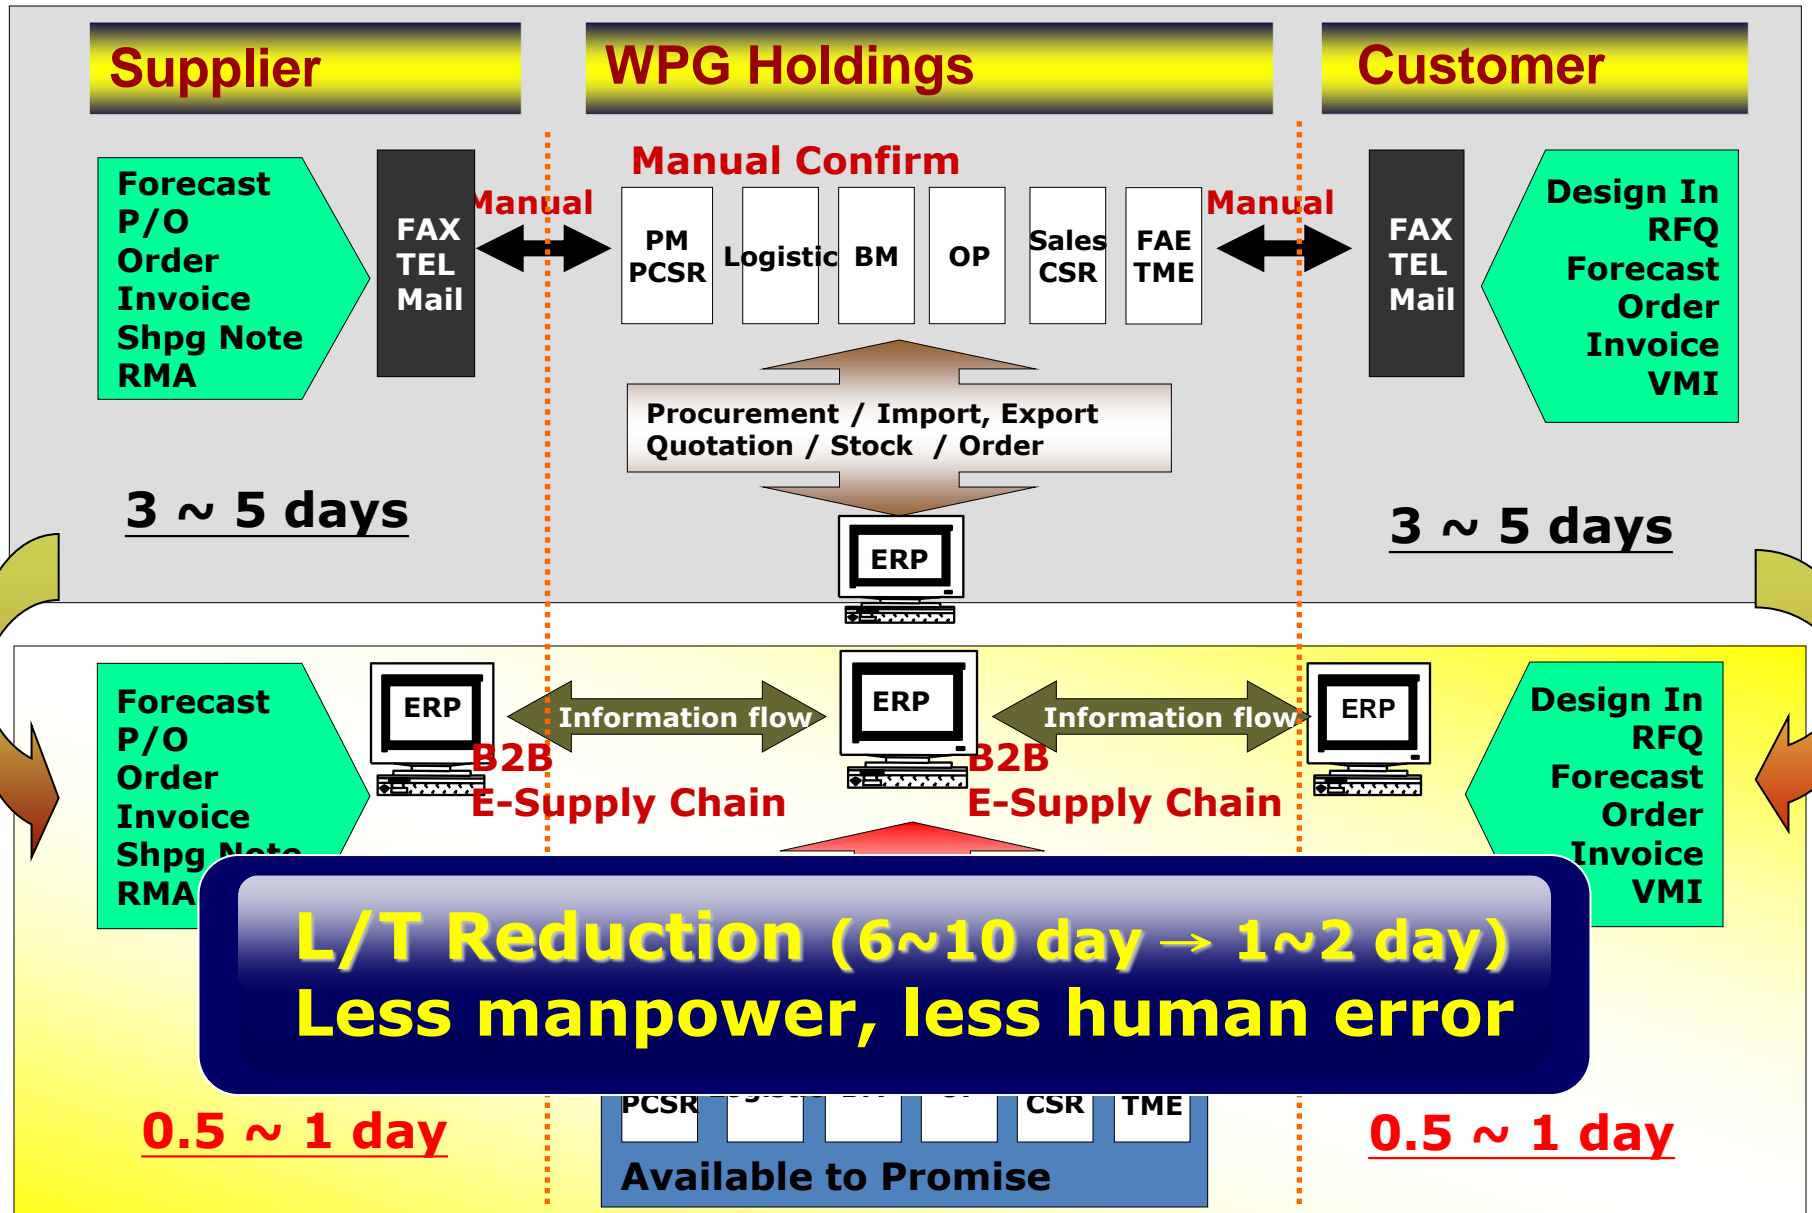 Supplier
WPG Holdings
Customer
Forecast
P/O
Order
Invoice
Shpg Note
RMA
FAX
TEL
Mail
Manual
Manual Confirm
PM
PCSR
Logistic
BM
OP
Sales
CSR
FAE
TME
Manual
FAX
TEL
Mail
Design In
RFQ
Forecast
Order
Invoice
VMI
Procurement / Import, Export
Quotation / Stock / Order
3 ~ 5 days
3 ~ 5 days
ERP
Forecast
P/O
Order
Invoice
Shpg Note
RMA
ERP
Information flow
B2B
E-Supply Chain
ERP
Information flow
B2B
E-Supply Chain
ERP
Design In
RFQ
Forecast
Order
Invoice
VMI
L/T Reduction (6~10 day → 1~2 day)
Less manpower, less human error
0.5 ~ 1 day
PCSR
CSR
TME
Available to Promise
0.5 ~ 1 day